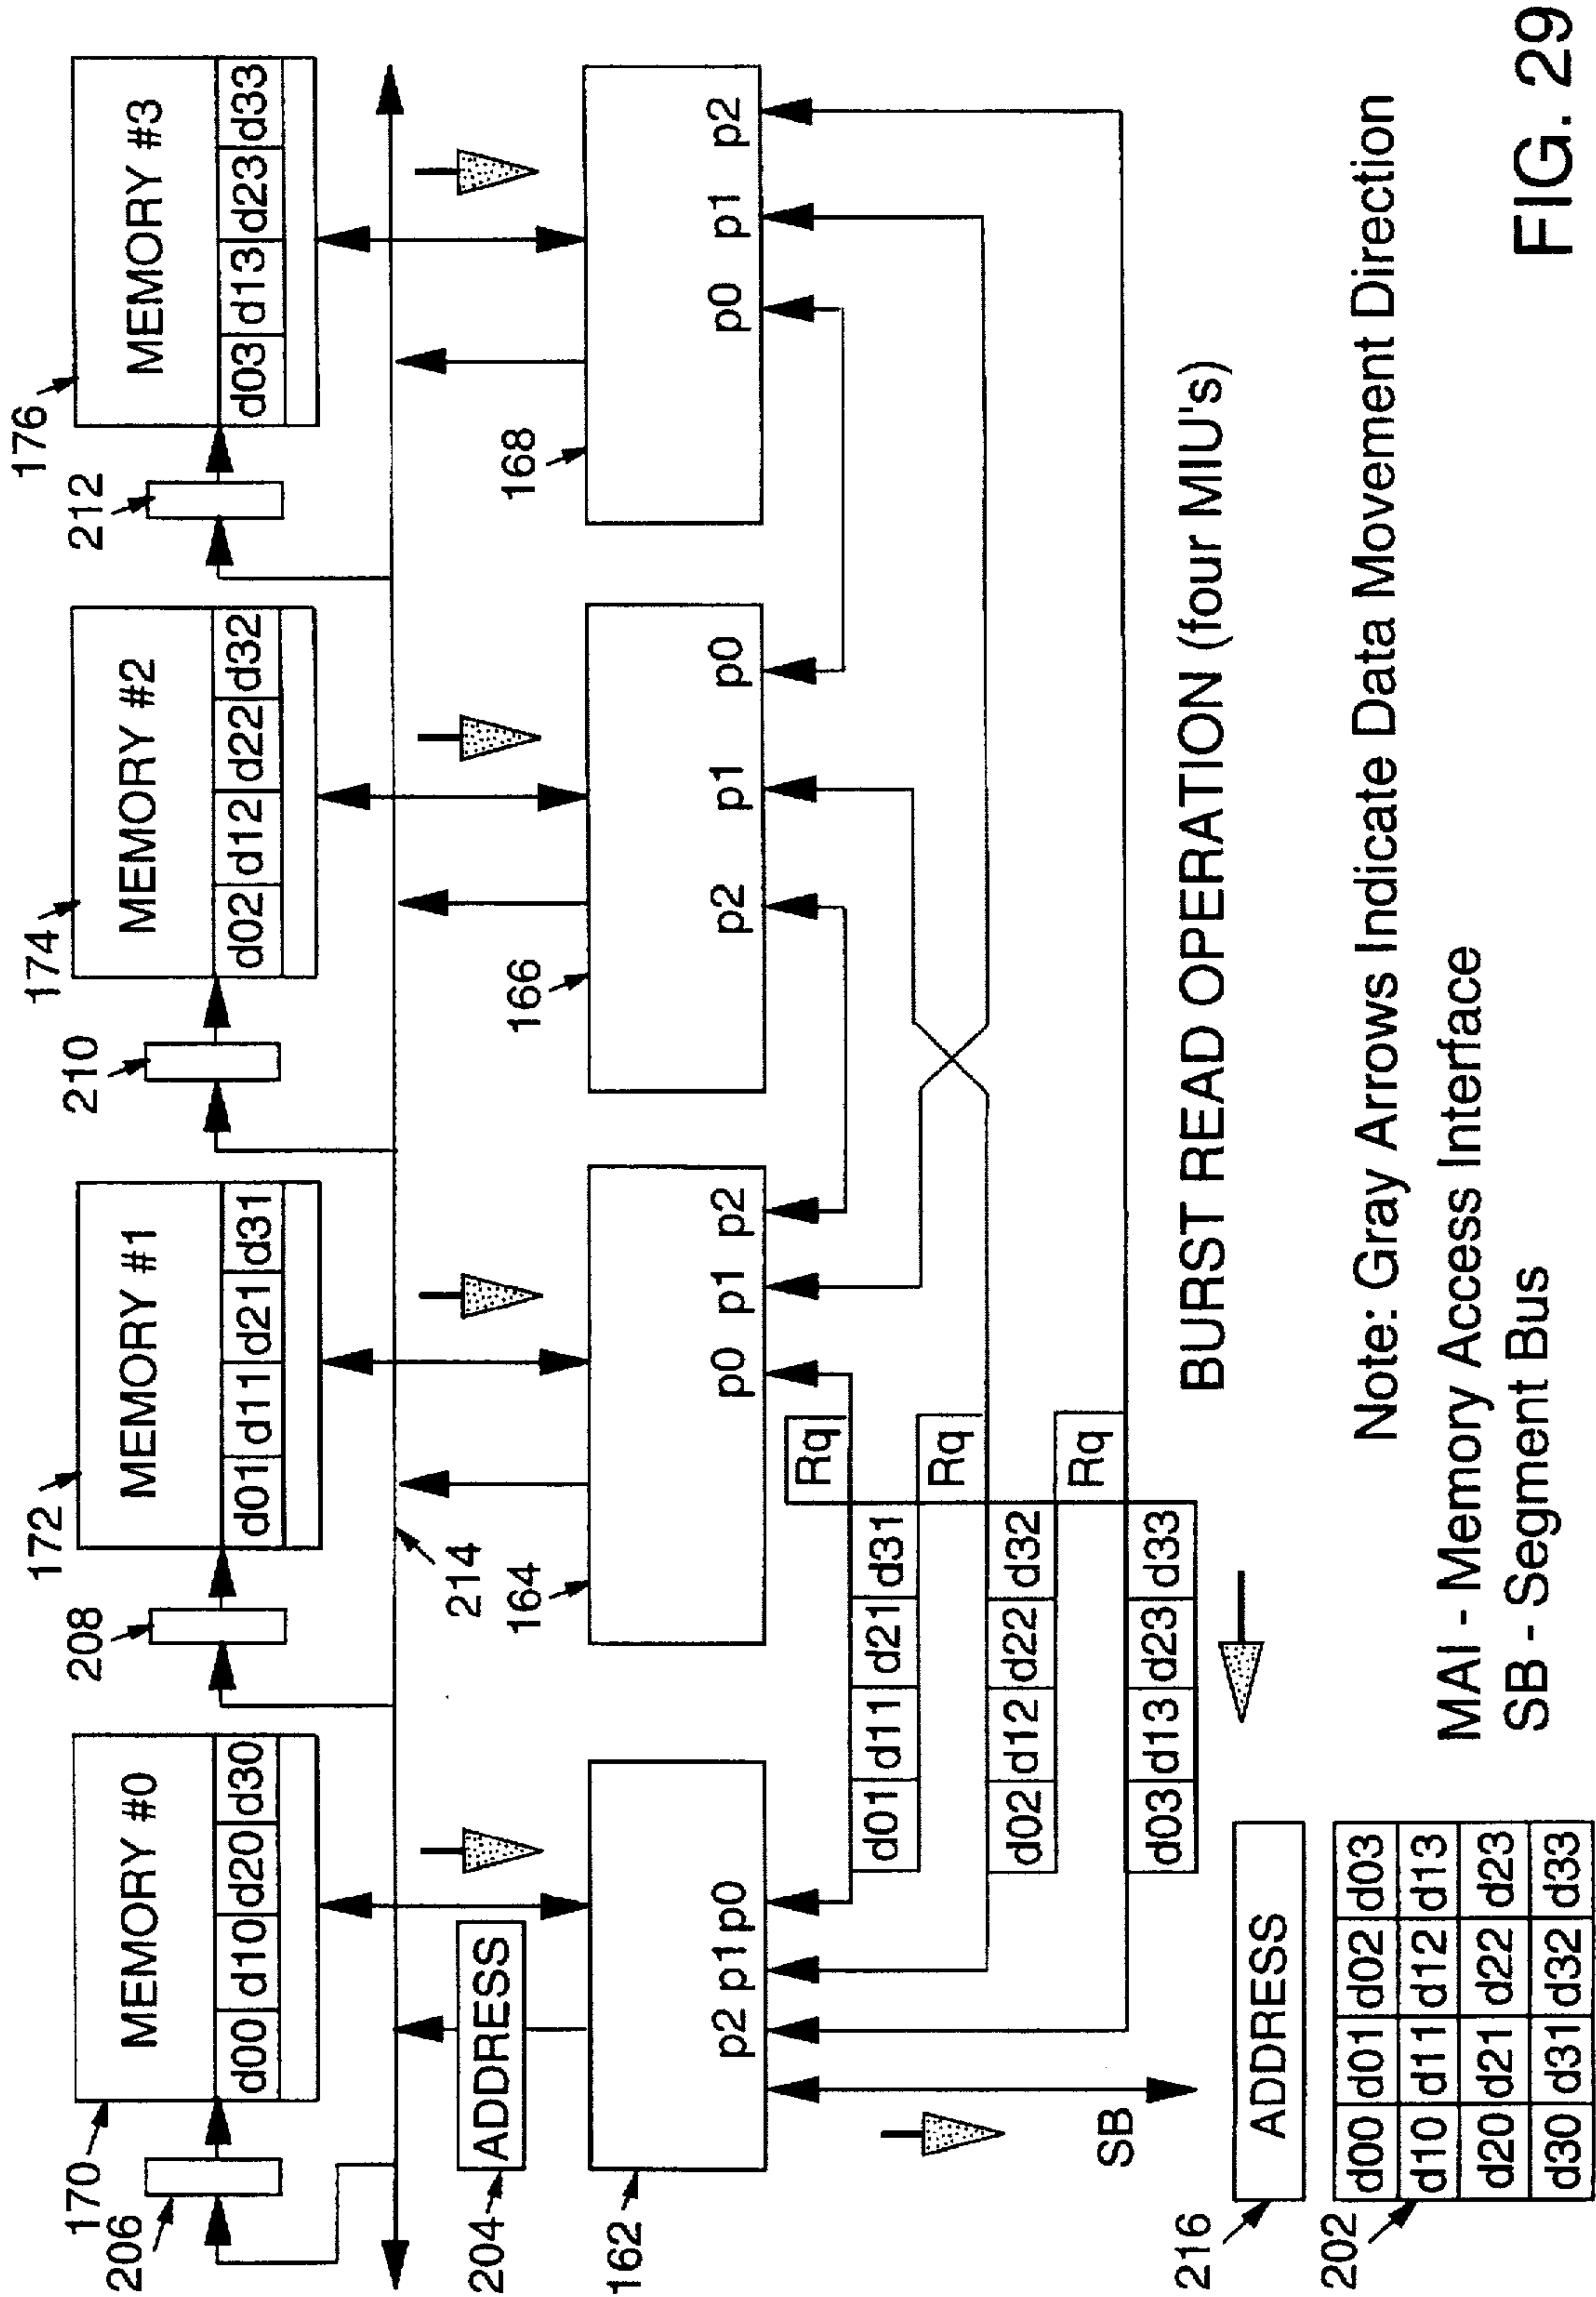 170
206
MEMORY #0
d00 d10 d20 d30
172
208
MEMORY #1
d01 d11 d21 d31
174
210
MEMORY #2
d02 d12 d22 d32
176
212
MEMORY #3
d03 d13 d23 d33
204
ADDRESS
214
162
p2 p1 p0
164
p0 p1 p2
166
p2 p1 p0
168
p0 p1 p2
Rq
d01 d11 d21 d31
Rq
d02 d12 d22 d32
Rq
d03 d13 d23 d33
SB
BURST READ OPERATION (four MIU's)
216
ADDRESS
202
d00 d01 d02 d03
d10 d11 d12 d13
d20 d21 d22 d23
d30 d31 d32 d33
Note: Gray Arrows Indicate Data Movement Direction
MAI - Memory Access Interface
SB - Segment Bus
FIG. 29